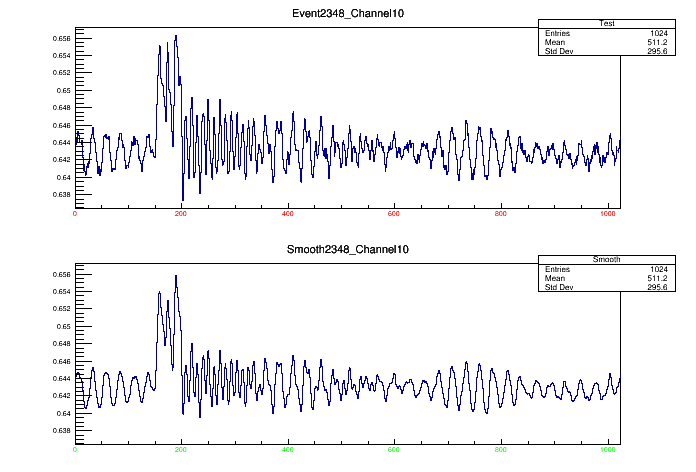 Event2348_Channel10
Test
Entries 1024
Mean 511.2
Std Dev 295.6
0.656
0.654
0.652
0.65
0.648
0.646
0.644
0.642
0.64
0.638
0 200 400 600 800 1000
Smooth2348_Channel10
Smooth
Entries 1024
Mean 511.2
Std Dev 295.6
0.656
0.654
0.652
0.65
0.648
0.646
0.644
0.642
0.64
0.638
0 200 400 600 800 1000